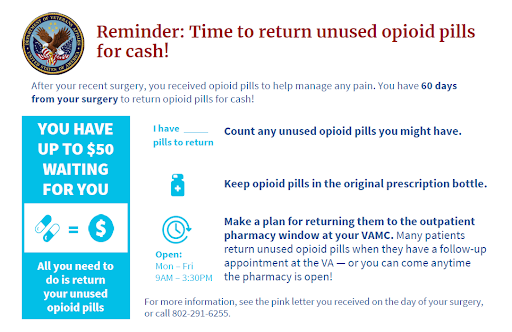 Reminder: Time to return unused opioid pills
for cash!
After your recent surgery, you received opioid pills to help manage any pain. You have 60 days
from your surgery to return opioid pills for cash!
YOU HAVE
UP TO $50
WAITING
FOR YOU
= $
All you need to
do is return
your unused
opioid pills
I have _____
pills to return
Count any unused opioid pills you might have.
Keep opioid pills in the original prescription bottle.
Open:
Mon – Fri
9AM – 3:30PM
Make a plan for returning them to the outpatient
pharmacy window at your VAMC. Many patients
return unused opioid pills when they have a follow-up
appointment at the VA — or you can come anytime
the pharmacy is open!
For more information, see the pink letter you received on the day of your surgery,
or call 802-291-6255.